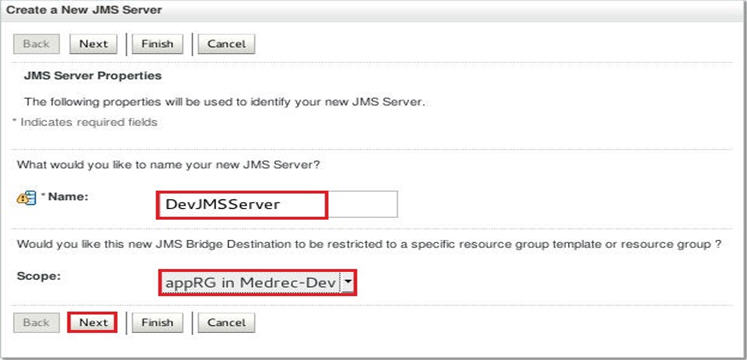 Create a New JMS Server
Back Next Finish Cancel
JMS Server Properties
The following properties will be used to identify your new JMS Server.
* Indicates required fields
What would you like to name your new JMS Server?
* Name: DevJMSServer
Would you like this new JMS Bridge Destination to be restricted to a specific resource group template or resource group ?
Scope: appRG in Medrec-Dev
Back Next Finish Cancel